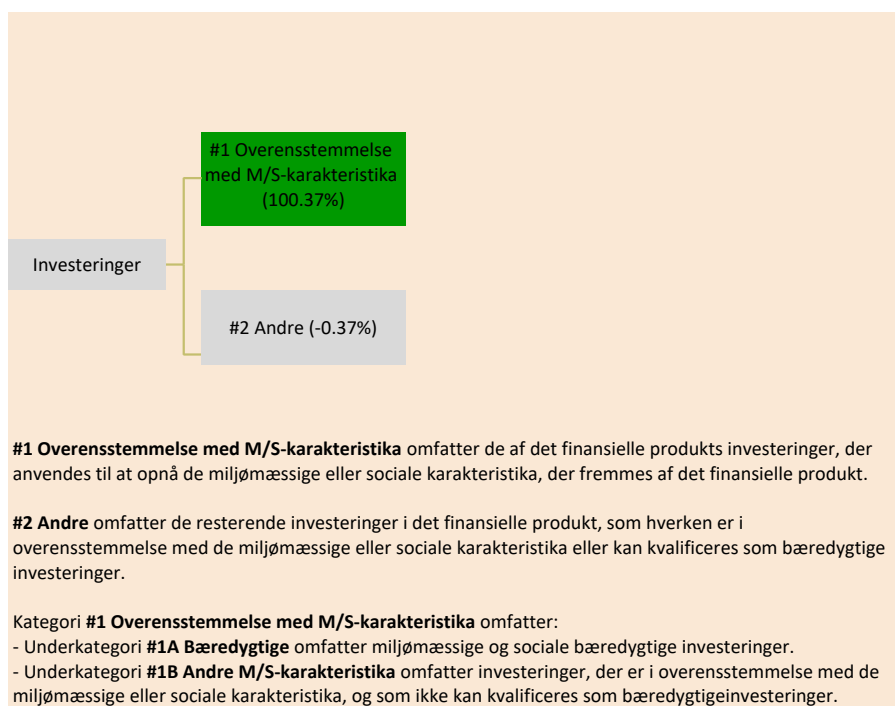 #1 Overensstemmelse
med M/S-karakteristika
(100.37%)
Investeringer
#2 Andre (-0.37%)
#1 Overensstemmelse med M/S-karakteristika omfatter de af det finansielle produkts investeringer, der
anvendes til at opnå de miljømæssige eller sociale karakteristika, der fremmes af det finansielle produkt.
#2 Andre omfatter de resterende investeringer i det finansielle produkt, som hverken er i
overensstemmelse med de miljømæssige eller sociale karakteristika eller kan kvalificeres som bæredygtige
investeringer.
Kategori #1 Overensstemmelse med M/S-karakteristika omfatter:
- Underkategori #1A Bæredygtige omfatter miljømæssige og sociale bæredygtige investeringer.
- Underkategori #1B Andre M/S-karakteristika omfatter investeringer, der er i overensstemmelse med de
miljømæssige eller sociale karakteristika, og som ikke kan kvalificeres som bæredygtigeinvesteringer.